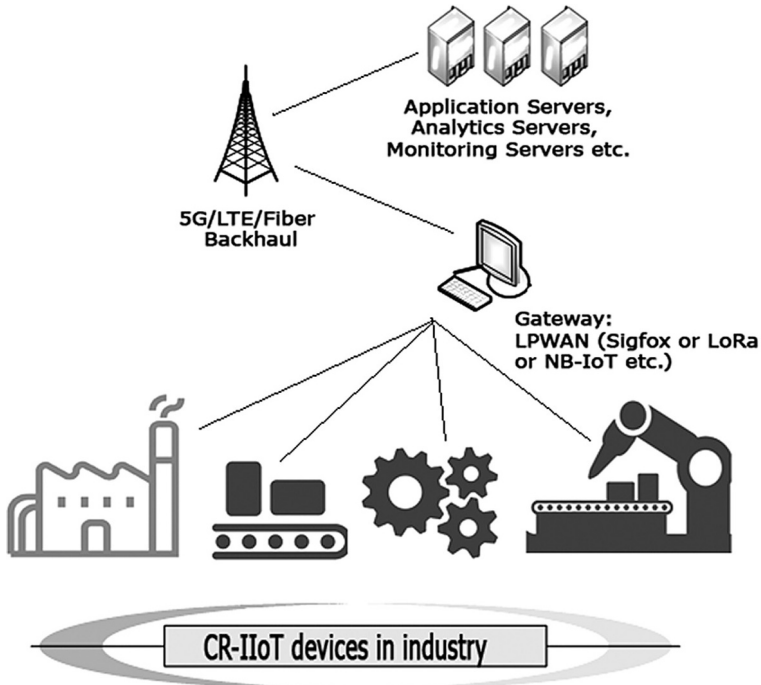 Application Servers,
Analytics Servers,
Monitoring Servers etc.
5G/LTE/Fiber
Backhaul
Gateway:
LPWAN (Sigfox or LoRa
or NB-IoT etc.)
CR-IIoT devices in industry